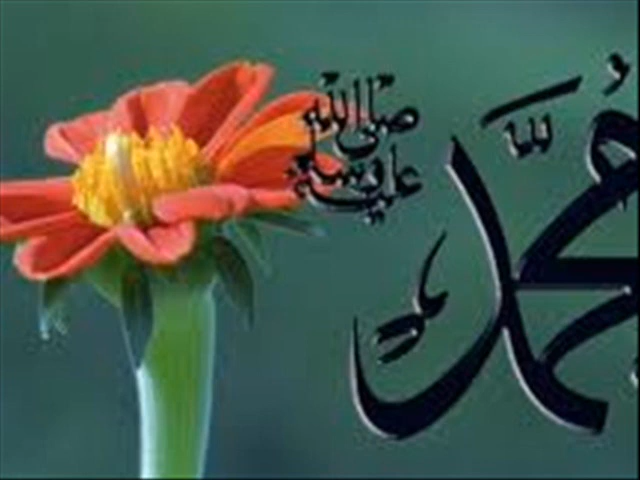 محمد
صلى الله
عليه وسلم